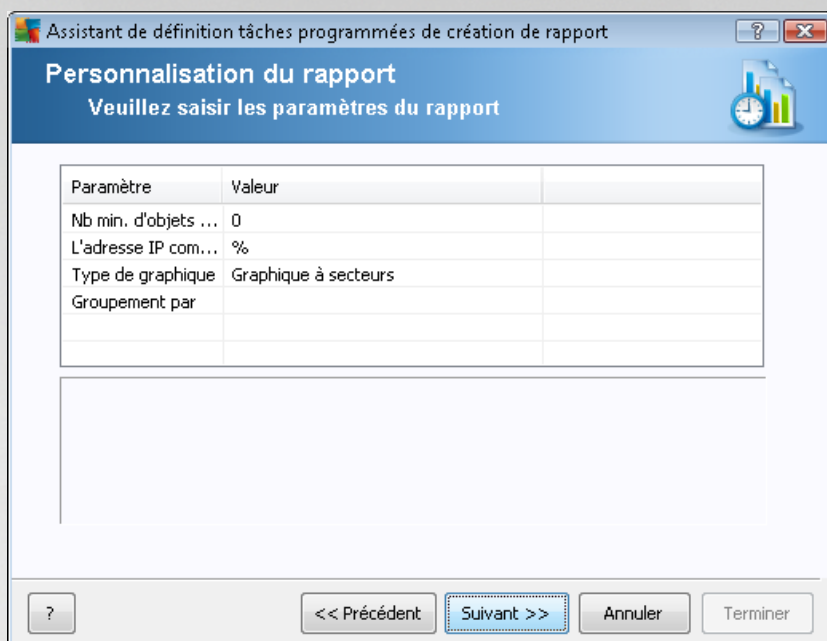 Assistant de définition tâches programmées de création de rapport
Personnalisation du rapport
Veuillez saisir les paramètres du rapport
Paramètre Valeur
Nb min. d'objets ... 0
L'adresse IP com... %
Type de graphique Graphique à secteurs
Groupement par
? << Précédent Suivant >> Annuler Terminer